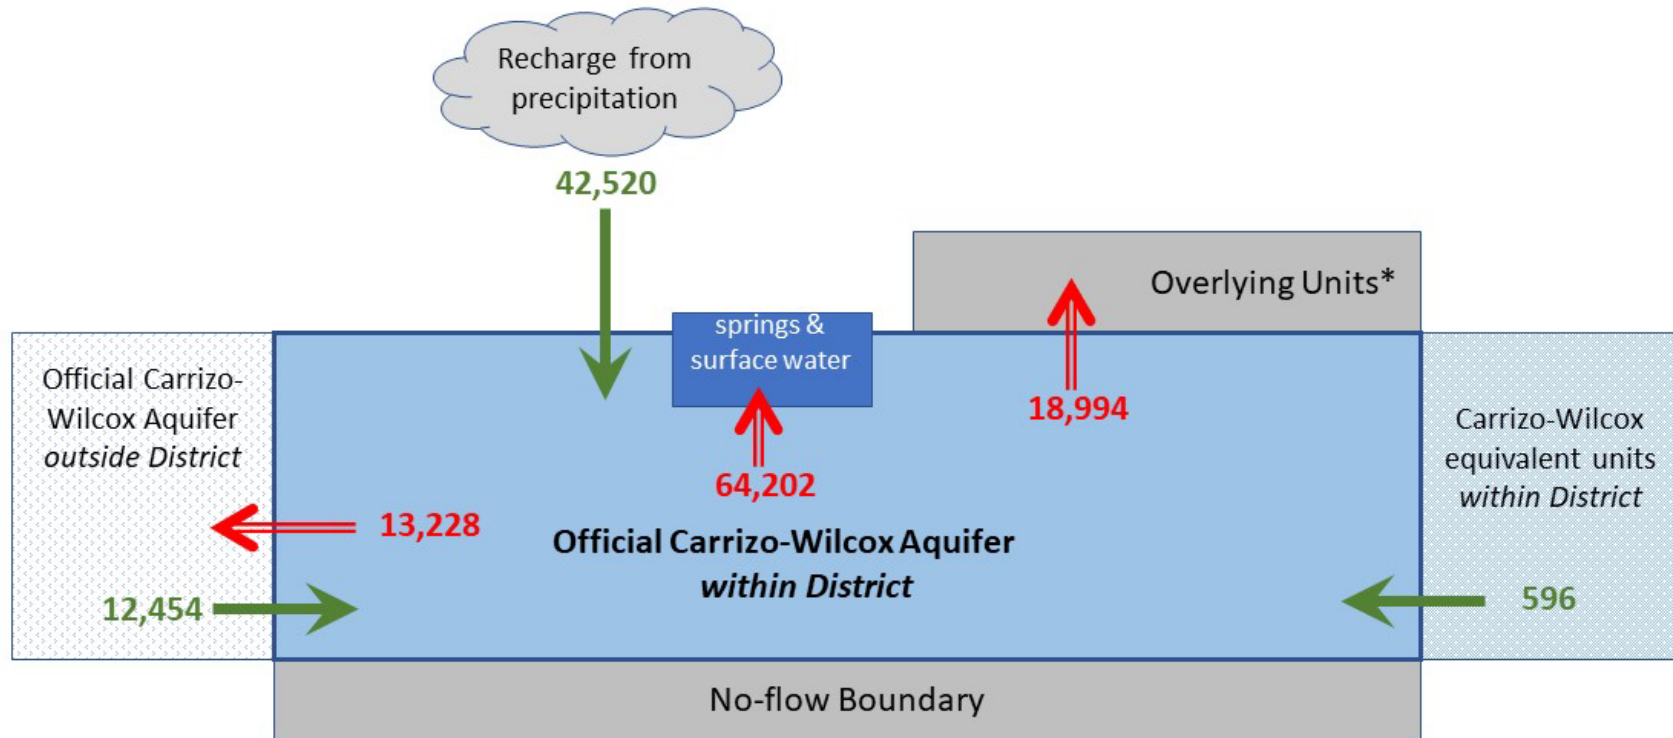 Recharge from
precipitation
42,520
Overlying Units*
springs &
surface water
18,994
Official Carrizo-
Wilcox Aquifer
outside District
Carrizo-Wilcox
equivalent units
within District
64,202
13,228
Official Carrizo-Wilcox Aquifer
within District
12,454
596
No-flow Boundary